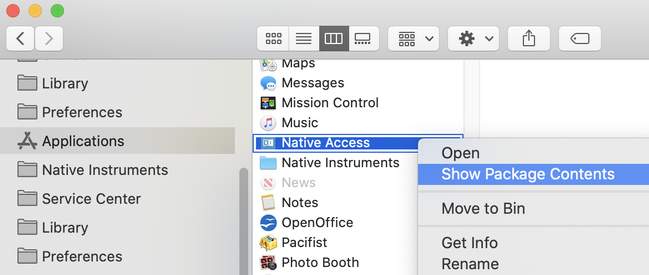 Library
Preferences
Applications
Native Instruments
Service Center
Library
Preferences
Maps
Messages
Mission Control
Music
Native Access
Native Instruments
News
Notes
OpenOffice
Pacifist
Photo Booth
Open
Show Package Contents
Move to Bin
Get Info
Rename